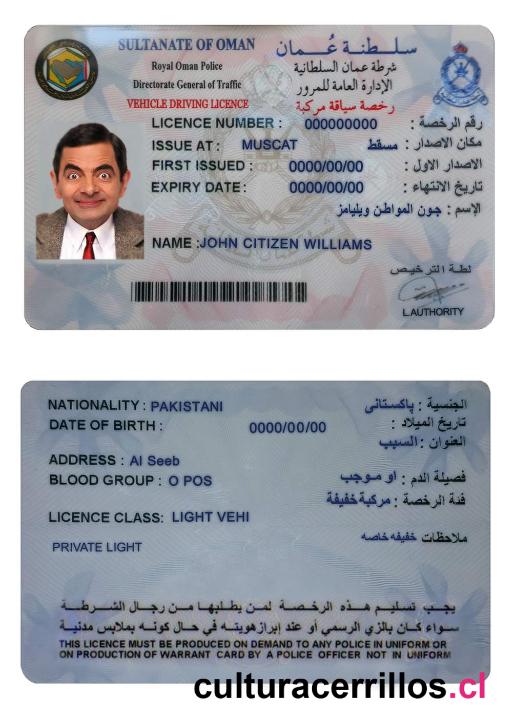 SULTANATE OF OMAN سلطنة عُمان
Royal Oman Police شرطة عمان السلطانية
Directorate General of Traffic الإدارة العامة للمرور
VEHICLE DRIVING LICENCE رخصة سياقة مركبة
LICENCE NUMBER : 000000000 رقم الرخصة :
ISSUE AT : MUSCAT مكان الاصدار : مسقط
FIRST ISSUED : 0000/00/00 الاصدار الاول :
EXPIRY DATE : 0000/00/00 تاريخ الانتهاء :
الإسم : جون المواطن ويليامز
NAME :JOHN CITIZEN WILLIAMS
لطة الترخيص
L.AUTHORITY
NATIONALITY : PAKISTANI الجنسية : پاکستانی
DATE OF BIRTH : 0000/00/00 تاريخ الميلاد :
العنوان : السيب
ADDRESS : Al Seeb
BLOOD GROUP : O POS فصيلة الدم : او موجب
فئة الرخصة : مركبة خفيفة
LICENCE CLASS: LIGHT VEHI
ملاحظات خفيفه خاصه
PRIVATE LIGHT
يجب تسليم هذه الرخصة لمن يطلبها من رجال الشرطة
سواء كان بالزي الرسمي أو عند إبراز هويته في حال كونه بملابس مدنية
THIS LICENCE MUST BE PRODUCED ON DEMAND TO ANY POLICE IN UNIFORM OR
ON PRODUCTION OF WARRANT CARD BY A POLICE OFFICER NOT IN UNIFORM
culturacerrillos.cl